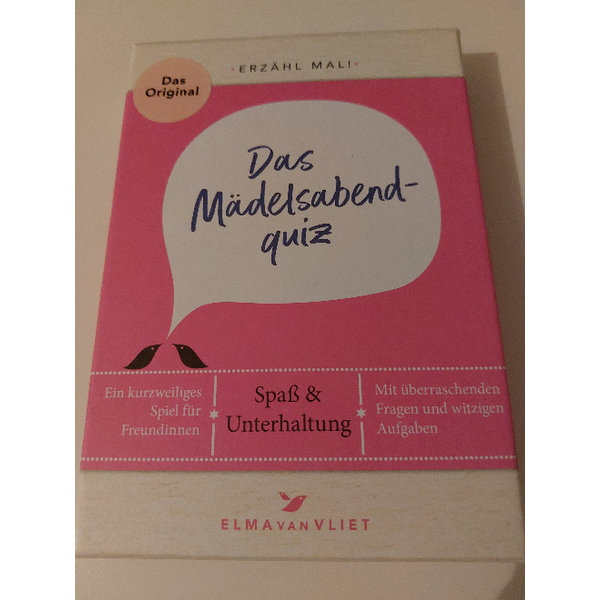 ·ERZÄHL MAL!·
Das
Original
Das
Mädelsabend-
quiz
Ein kurzweiliges
Spiel für
Freundinnen
Spaß &
Unterhaltung
Mit überraschenden
Fragen und witzigen
Aufgaben
ELMA VAN VLIET